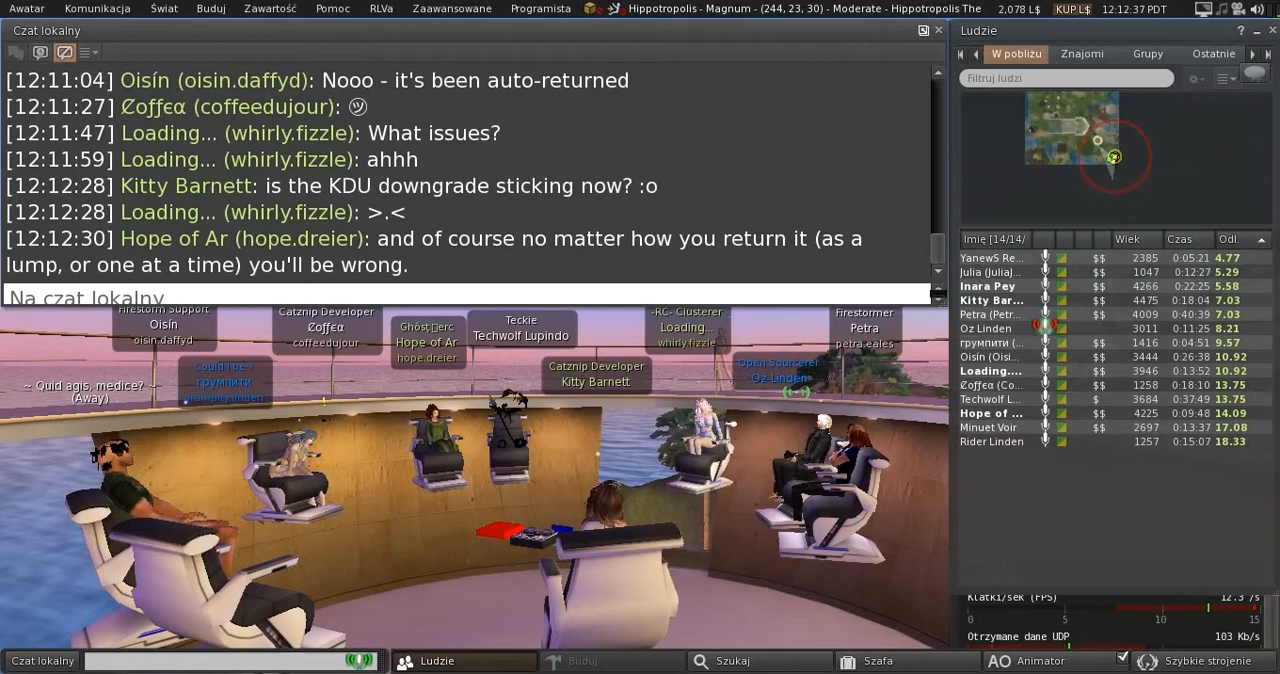 Awatar Komunikacja Świat Buduj Zawartość Pomoc RLVa Zaawansowane Programista Hippotropolis - Magnum - (244, 23, 30) - Moderate - Hippotropolis The 2,078 L$ KUP L$ 12:12:37 PDT
Czat lokalny
[12:11:04] Oisín (oisin.daffyd): Nooo - it's been auto-returned
[12:11:27] Ȼσƒƒєα (coffeedujour): ㋡
[12:11:47] Loading... (whirly.fizzle): What issues?
[12:11:59] Loading... (whirly.fizzle): ahhh
[12:12:28] Kitty Barnett: is the KDU downgrade sticking now? :o
[12:12:28] Loading... (whirly.fizzle): >.<
[12:12:30] Hope of Ar (hope.dreier): and of course no matter how you return it (as a
lump, or one at a time) you'll be wrong.
Na czat lokalny
Firestorm Support
Oisín
oisin.daffyd
Catznip Developer
Ȼσƒƒєα
coffeedujour
Hope of Ar
hope.dreier
Teckie
Techwolf Lupindo
-RC- Clusterer
Loading...
whirly.fizzle
Firestormer
Petra
petra.eales
Could I be ?
грумпити
grumpity.linden
Catznip Developer
Kitty Barnett
Open Sourcerer
Oz Linden
~ Quid agis, medice? ~
(Away)
Ludzie
W pobliżu Znajomi Grupy Ostatnie
Filtruj ludzi
Imię [14/14/ Wiek Czas Odl.
YanewS Re... $$ 2385 0:05:21 4.77
Julia (JuliaJ... $$ 1047 0:12:27 5.29
Inara Pey $$ 4266 0:22:25 5.58
Kitty Bar... $$ 4475 0:18:04 7.03
Petra (Petr... $$ 4009 0:40:39 7.03
Oz Linden 3011 0:11:25 8.21
грумпити (... $$ 1416 0:04:51 9.57
Oisín (Oisi... $$ 3444 0:26:38 10.92
Loading.... $$ 3946 0:13:52 10.92
Ȼσƒƒєα (Co... $$ 1258 0:18:10 13.75
Techwolf L... $ 3684 0:37:49 13.75
Hope of ... $$ 4225 0:09:48 14.09
Minuet Voir $$ 2697 0:13:37 17.08
Rider Linden 1257 0:15:07 18.33
Klatki/sek (FPS) 12.3 /s
0 5 10 15
Otrzymane dane UDP 103 Kb/s
Czat lokalny Ludzie Buduj Szukaj Szafa AO Animator Szybkie strojenie